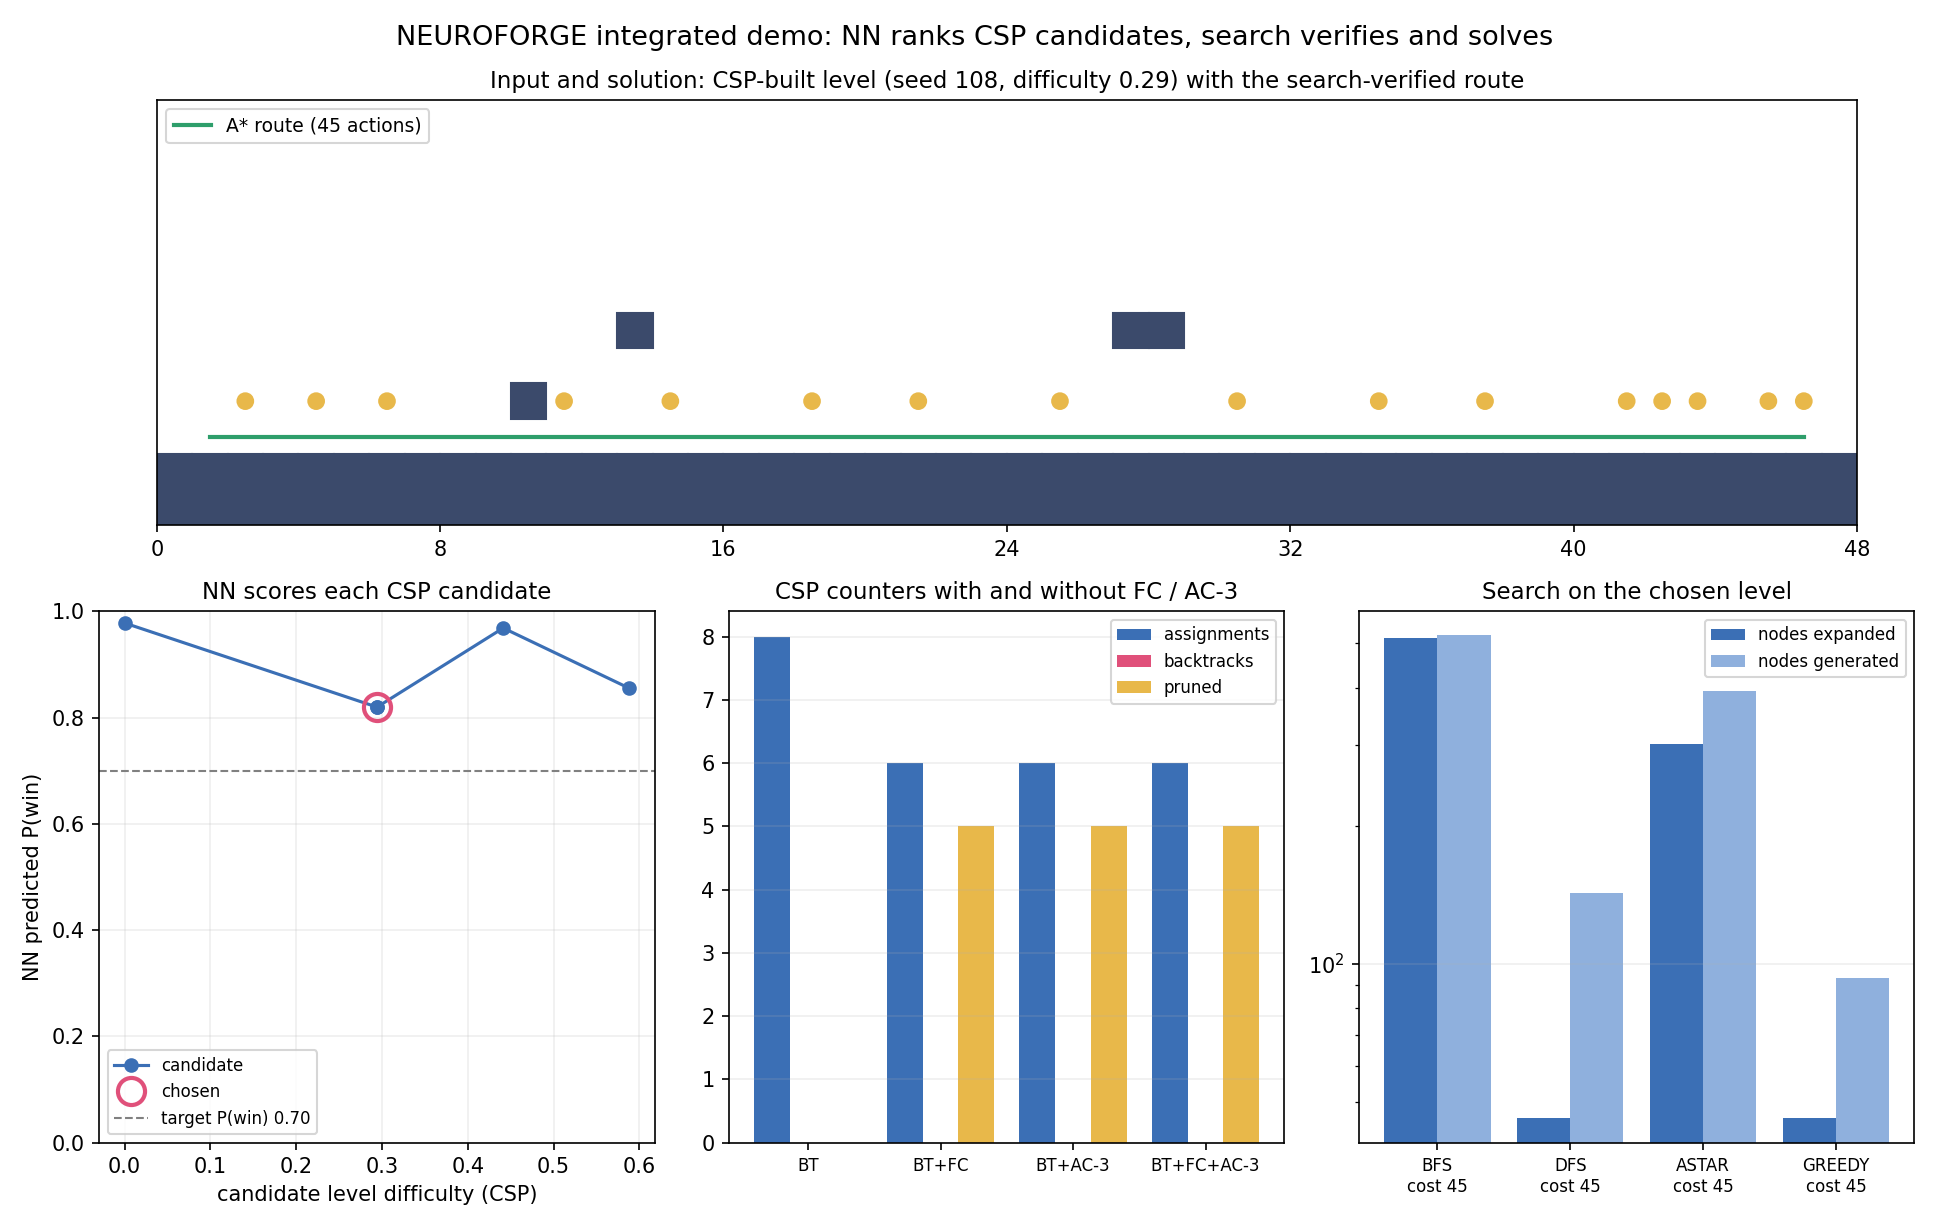 NEUROFORGE integrated demo: NN ranks CSP candidates, search verifies and solves
Input and solution: CSP-built level (seed 108, difficulty 0.29) with the search-verified route
A* route (45 actions)
0 8 16 24 32 40 48
NN scores each CSP candidate
NN predicted P(win)
1.0
0.8
0.6
0.4
0.2
0.0
candidate
chosen
target P(win) 0.70
0.0 0.1 0.2 0.3 0.4 0.5 0.6
candidate level difficulty (CSP)
CSP counters with and without FC / AC-3
8
7
6
5
4
3
2
1
0
assignments
backtracks
pruned
BT BT+FC BT+AC-3 BT+FC+AC-3
Search on the chosen level
nodes expanded
nodes generated
10²
BFS DFS ASTAR GREEDY
cost 45 cost 45 cost 45 cost 45